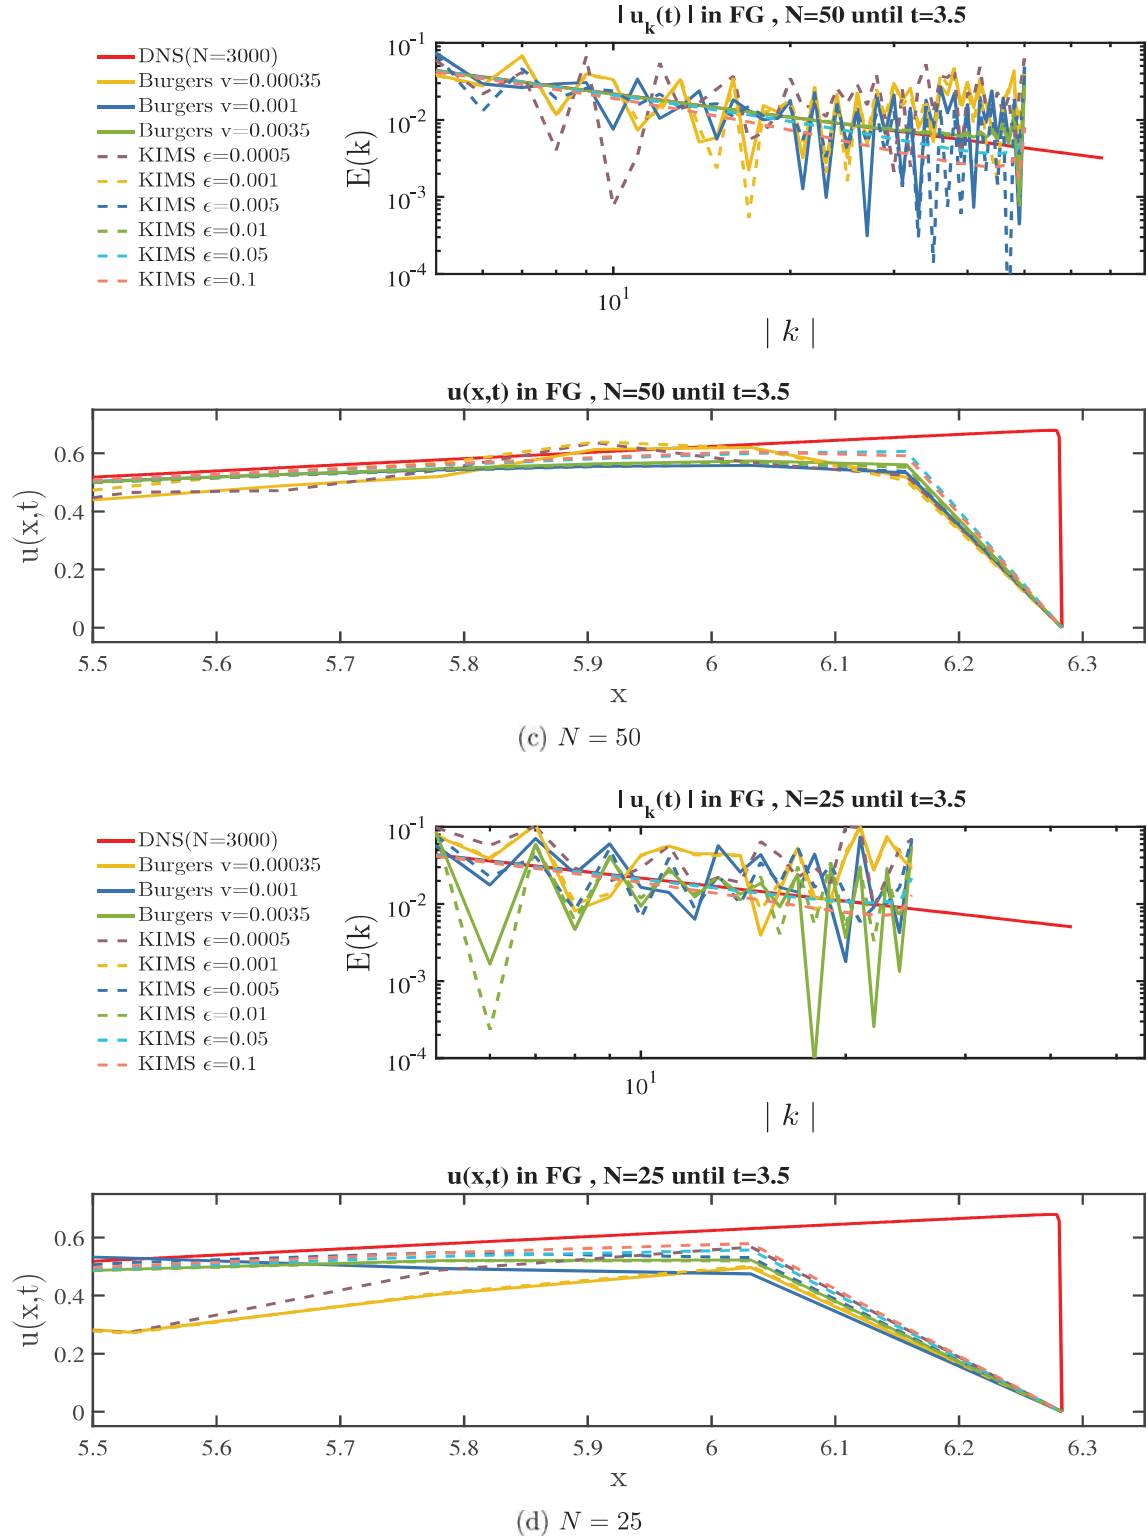 | u_k(t) | in FG , N=50 until t=3.5
DNS(N=3000)
Burgers v=0.00035
Burgers v=0.001
Burgers v=0.0035
KIMS ϵ=0.0005
KIMS ϵ=0.001
KIMS ϵ=0.005
KIMS ϵ=0.01
KIMS ϵ=0.05
KIMS ϵ=0.1
E(k)
10^-1
10^-2
10^-3
10^-4
10^1
| k |
u(x,t) in FG , N=50 until t=3.5
u(x,t)
0.6
0.4
0.2
0
5.5 5.6 5.7 5.8 5.9 6 6.1 6.2 6.3
x
(c) N = 50
| u_k(t) | in FG , N=25 until t=3.5
DNS(N=3000)
Burgers v=0.00035
Burgers v=0.001
Burgers v=0.0035
KIMS ϵ=0.0005
KIMS ϵ=0.001
KIMS ϵ=0.005
KIMS ϵ=0.01
KIMS ϵ=0.05
KIMS ϵ=0.1
E(k)
10^-1
10^-2
10^-3
10^-4
10^1
| k |
u(x,t) in FG , N=25 until t=3.5
u(x,t)
0.6
0.4
0.2
0
5.5 5.6 5.7 5.8 5.9 6 6.1 6.2 6.3
x
(d) N = 25